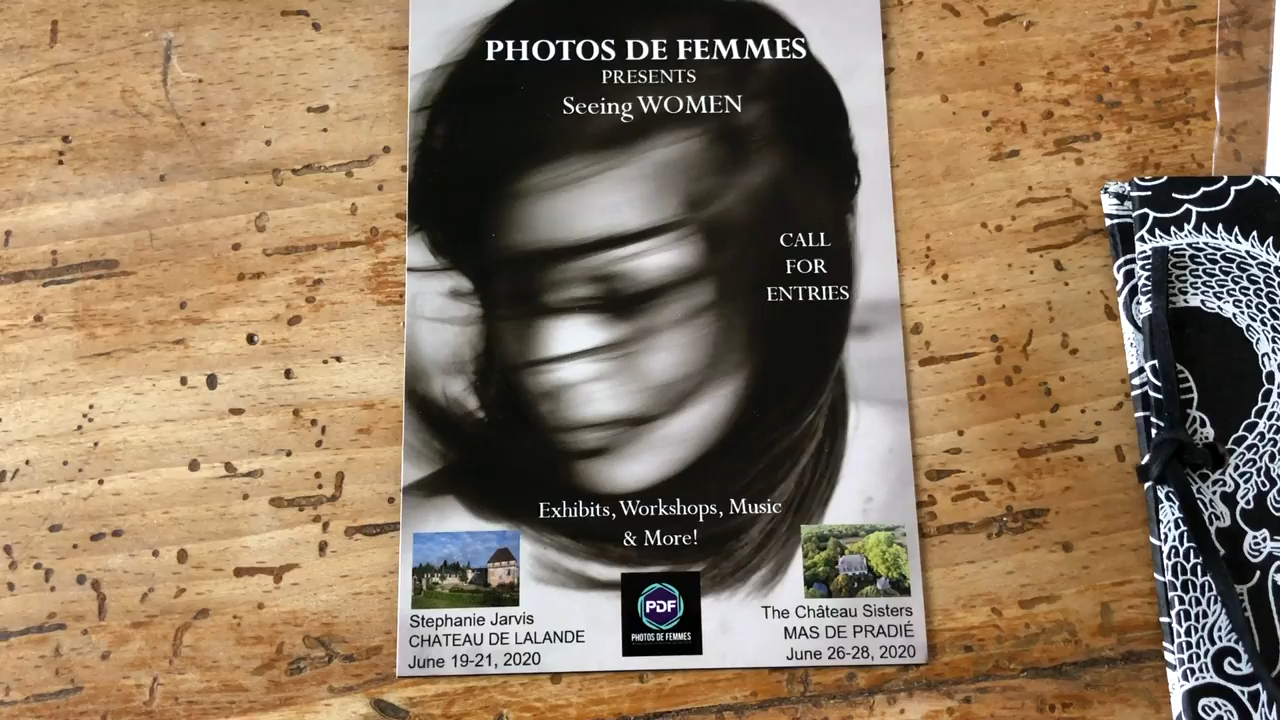 PHOTOS DE FEMMES
PRESENTS
Seeing WOMEN
CALL
FOR
ENTRIES
Exhibits, Workshops, Music
& More!
Stephanie Jarvis
CHATEAU DE LALANDE
June 19-21, 2020
PDF
PHOTOS DE FEMMES
The Château Sisters
MAS DE PRADIÉ
June 26-28, 2020